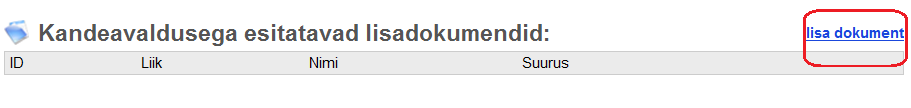 Kandeavaldusega esitatavad lisadokumendid:
lisa dokument
ID Liik Nimi Suurus